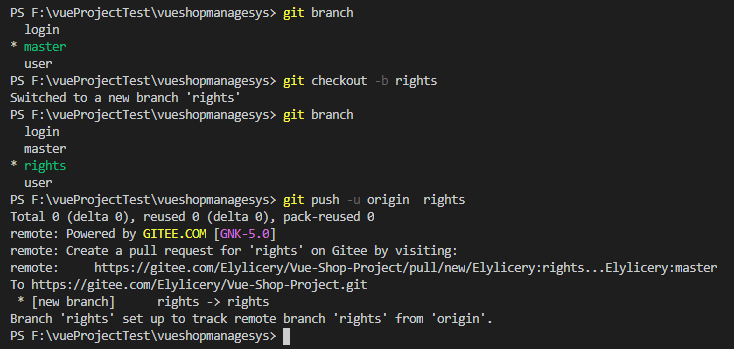 PS F:\vueProjectTest\vueshopmanagesys> git branch
  login
* master
  user
PS F:\vueProjectTest\vueshopmanagesys> git checkout -b rights
Switched to a new branch 'rights'
PS F:\vueProjectTest\vueshopmanagesys> git branch
  login
  master
* rights
  user
PS F:\vueProjectTest\vueshopmanagesys> git push -u origin  rights
Total 0 (delta 0), reused 0 (delta 0), pack-reused 0
remote: Powered by GITEE.COM [GNK-5.0]
remote: Create a pull request for 'rights' on Gitee by visiting:
remote:     https://gitee.com/Elylicery/Vue-Shop-Project/pull/new/Elylicery:rights...Elylicery:master
To https://gitee.com/Elylicery/Vue-Shop-Project.git
 * [new branch]      rights -> rights
Branch 'rights' set up to track remote branch 'rights' from 'origin'.
PS F:\vueProjectTest\vueshopmanagesys>